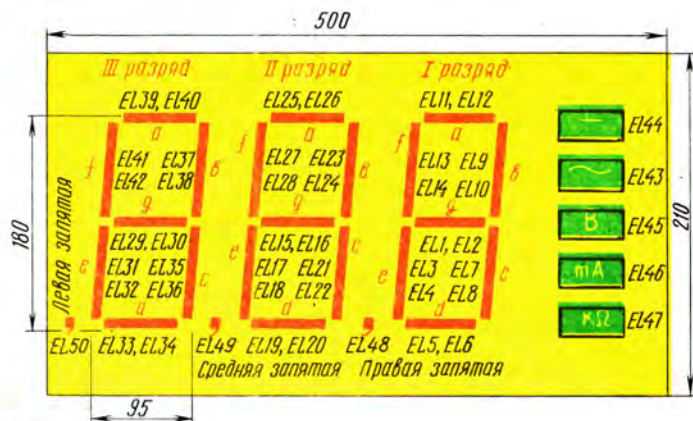 500
III разряд II разряд I разряд
EL39, EL40 EL25, EL26 EL11, EL12
a a a
EL44
f f f
EL41 EL37 EL27 EL23 EL13 EL9
б в в
EL42 EL38 EL28 EL24 EL14 EL10
~ EL43
g g g
В EL45
180
210
Левая запятая
EL29, EL30 EL15, EL16 EL1, EL2
e EL31 EL35 c e EL17 EL21 c e EL3 EL7 c
mA EL46
EL32 EL36 EL18 EL22 EL4 EL8
d d d
KΩ EL47
EL50 EL33, EL34 EL49 EL19, EL20 EL48 EL5, EL6
Средняя запятая Правая запятая
95